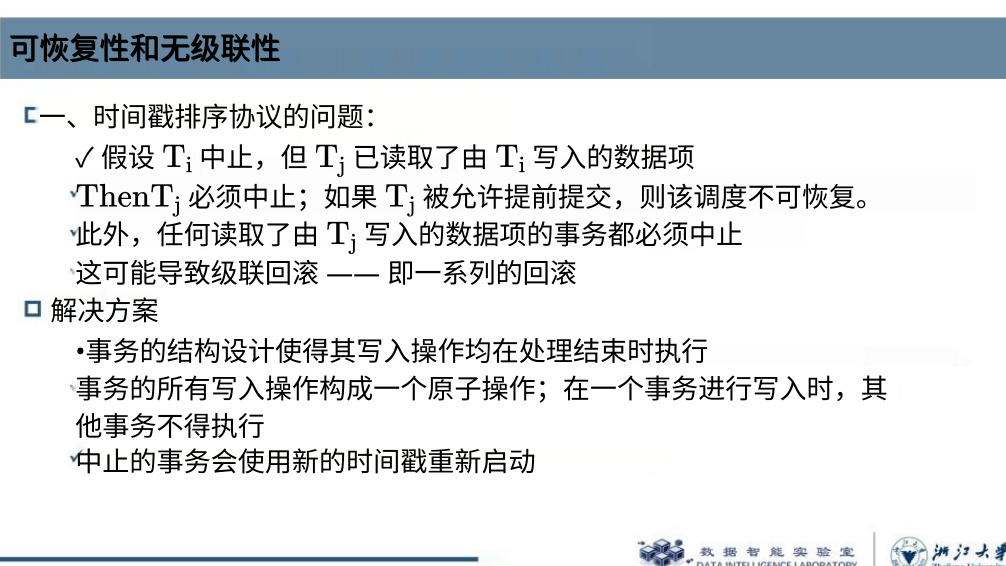 可恢复性和无级联性
一、时间戳排序协议的问题：
✓ 假设 Ti 中止，但 Tj 已读取了由 Ti 写入的数据项
ThenTj 必须中止；如果 Tj 被允许提前提交，则该调度不可恢复。
此外，任何读取了由 Tj 写入的数据项的事务都必须中止
这可能导致级联回滚 —— 即一系列的回滚
解决方案
•事务的结构设计使得其写入操作均在处理结束时执行
事务的所有写入操作构成一个原子操作；在一个事务进行写入时，其
他事务不得执行
中止的事务会使用新的时间戳重新启动
数据智能实验室
DATA INTELLIGENCE LABORATORY
浙江大学